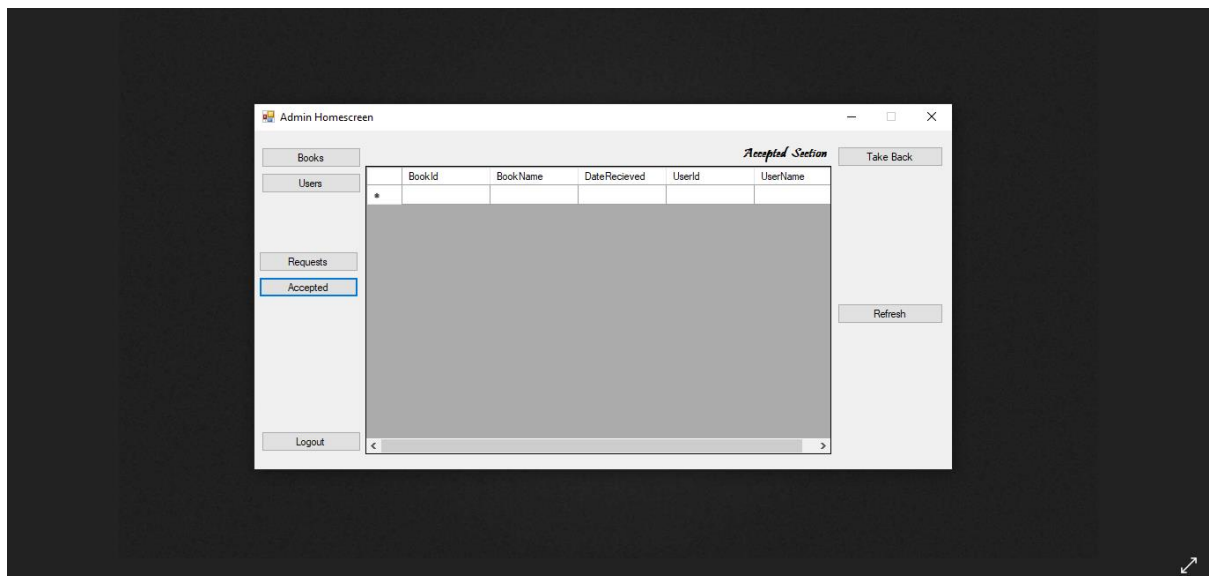 Admin Homescreen
Books
Accepted Section
Take Back
Users
BookId BookName DateRecieved UserId UserName
*
Requests
Accepted
Refresh
Logout